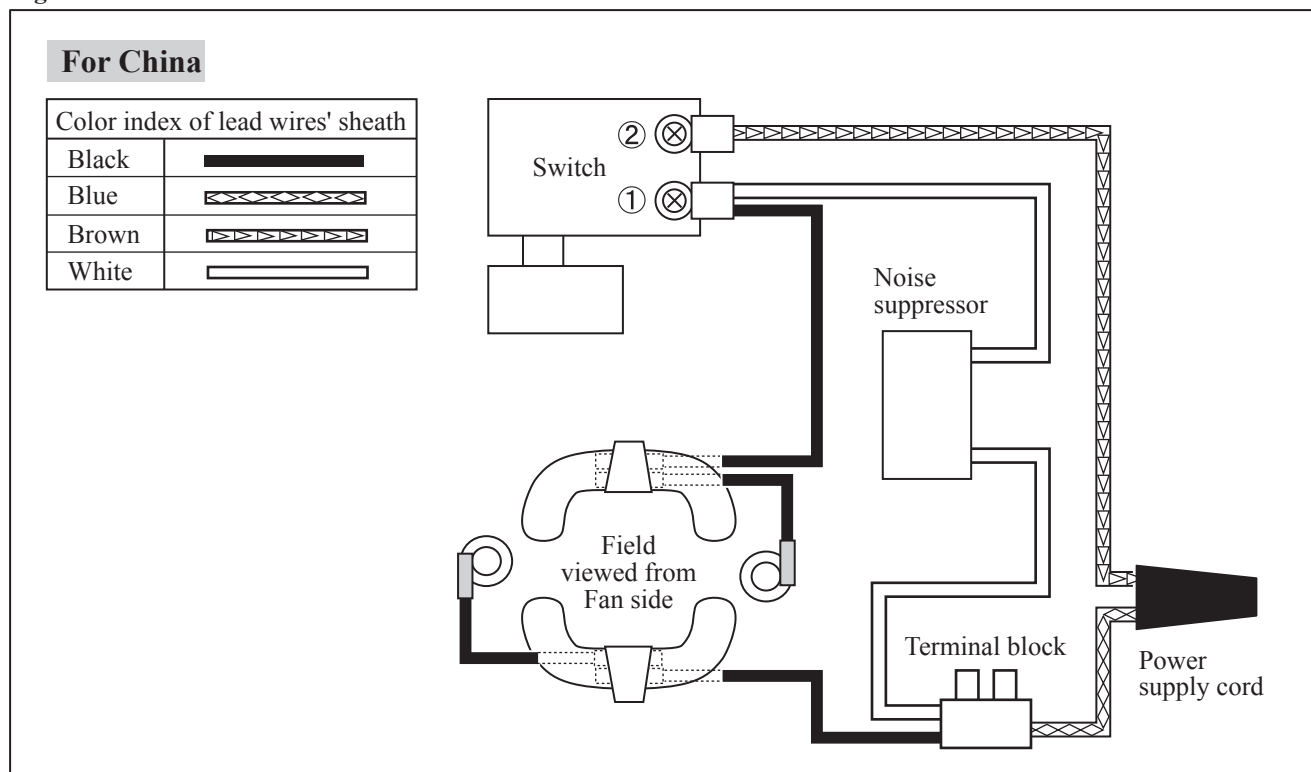 For China
Color index of lead wires' sheath
Black
Blue
Brown
White
Switch
②
①
Noise
suppressor
Field
viewed from
Fan side
Terminal block
Power
supply cord